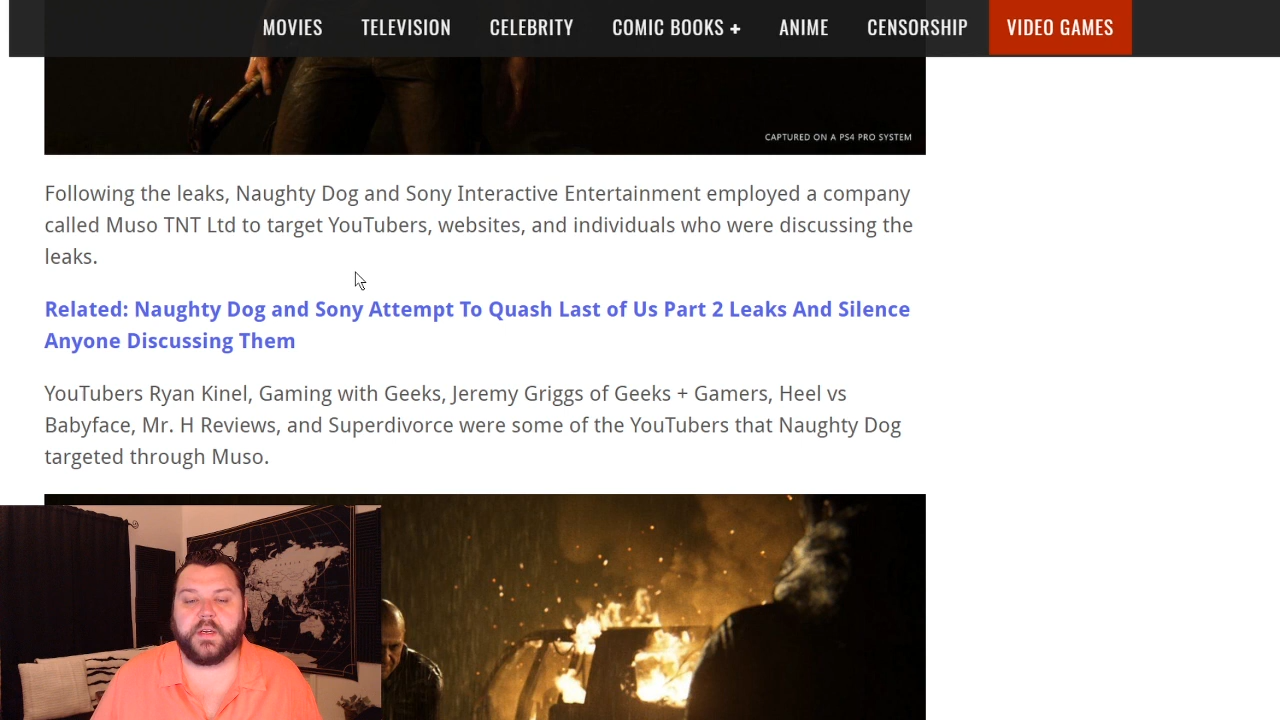 MOVIES TELEVISION CELEBRITY COMIC BOOKS + ANIME CENSORSHIP VIDEO GAMES
CAPTURED ON A PS4 PRO SYSTEM
Following the leaks, Naughty Dog and Sony Interactive Entertainment employed a company
called Muso TNT Ltd to target YouTubers, websites, and individuals who were discussing the
leaks.
Related: Naughty Dog and Sony Attempt To Quash Last of Us Part 2 Leaks And Silence
Anyone Discussing Them
YouTubers Ryan Kinel, Gaming with Geeks, Jeremy Griggs of Geeks + Gamers, Heel vs
Babyface, Mr. H Reviews, and Superdivorce were some of the YouTubers that Naughty Dog
targeted through Muso.